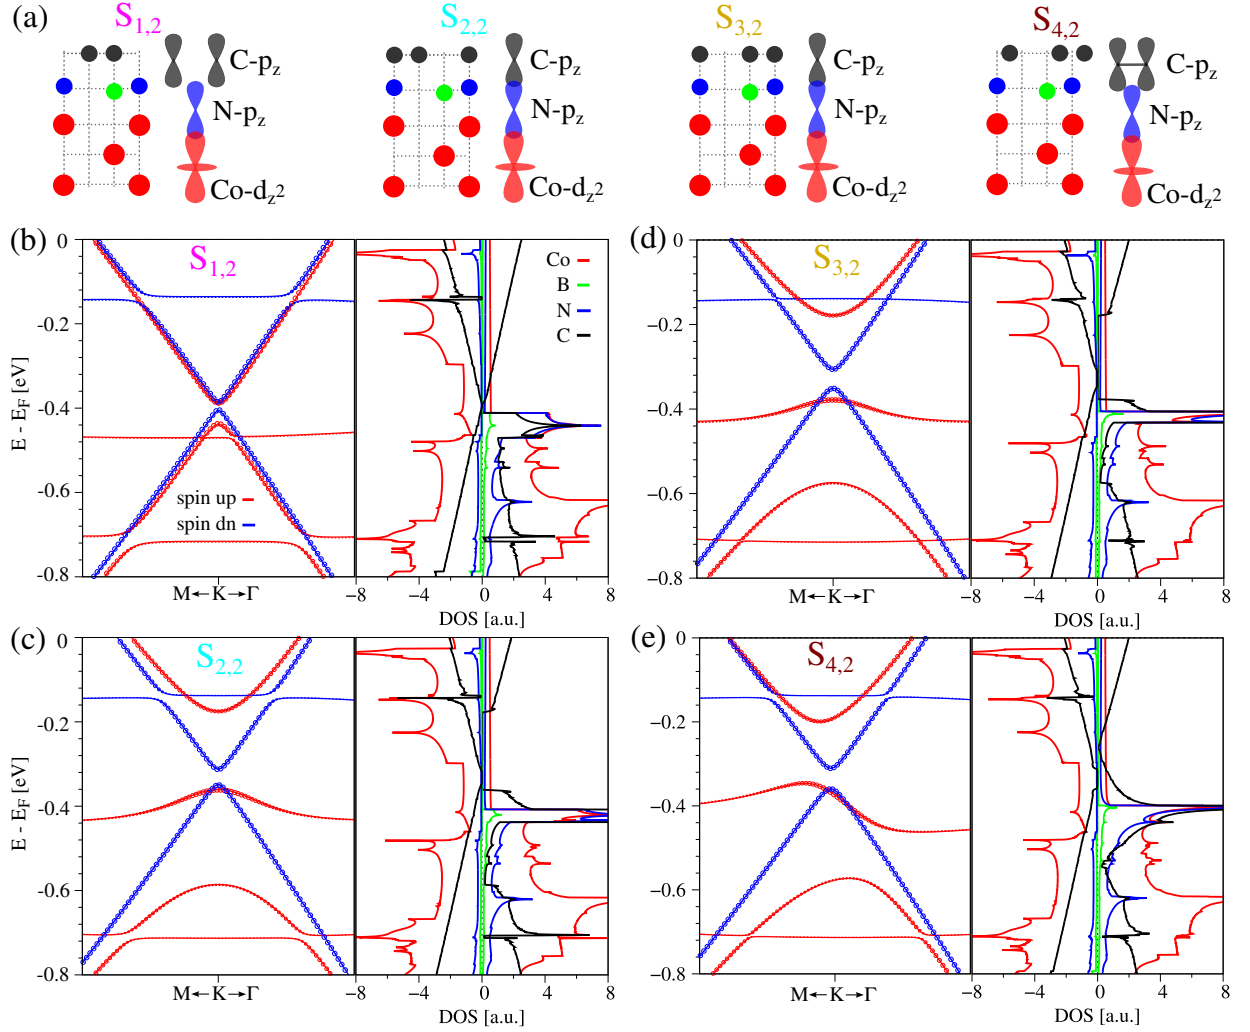 (a)
S1,2
C-pz
N-pz
Co-dz2
S2,2
C-pz
N-pz
Co-dz2
S3,2
C-pz
N-pz
Co-dz2
S4,2
C-pz
N-pz
Co-dz2
(b)
S1,2
0
-0.2
-0.4
-0.6
-0.8
E - EF [eV]
spin up
spin dn
M←K→Γ
Co
B
N
C
-8 -4 0 4 8
DOS [a.u.]
(d)
S3,2
0
−0.2
−0.4
−0.6
−0.8
M←K→Γ
-8 -4 0 4 8
DOS [a.u.]
(c)
S2,2
0
-0.2
-0.4
-0.6
-0.8
E - EF [eV]
M←K→Γ
-8 -4 0 4 8
DOS [a.u.]
(e)
S4,2
0
−0.2
−0.4
−0.6
−0.8
M←K→Γ
−8 −4 0 4 8
DOS [a.u.]